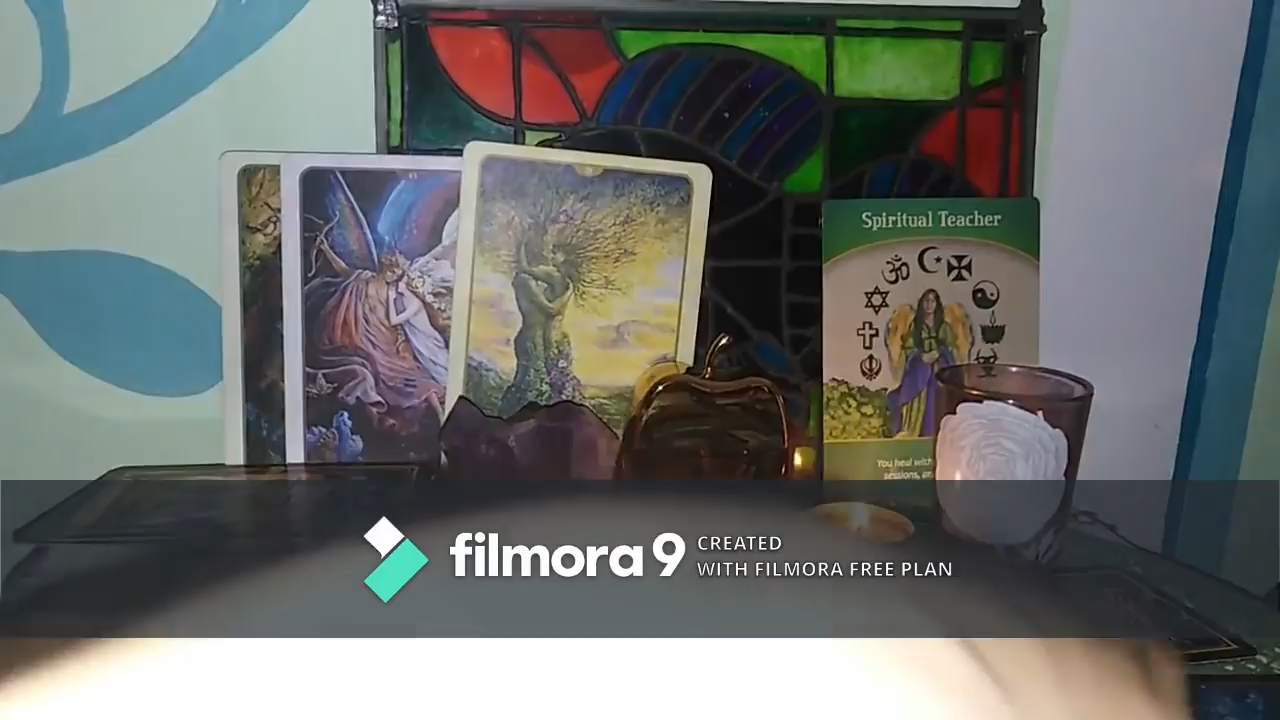 Spiritual Teacher
You heal with
sessions, an
filmora 9
CREATED
WITH FILMORA FREE PLAN